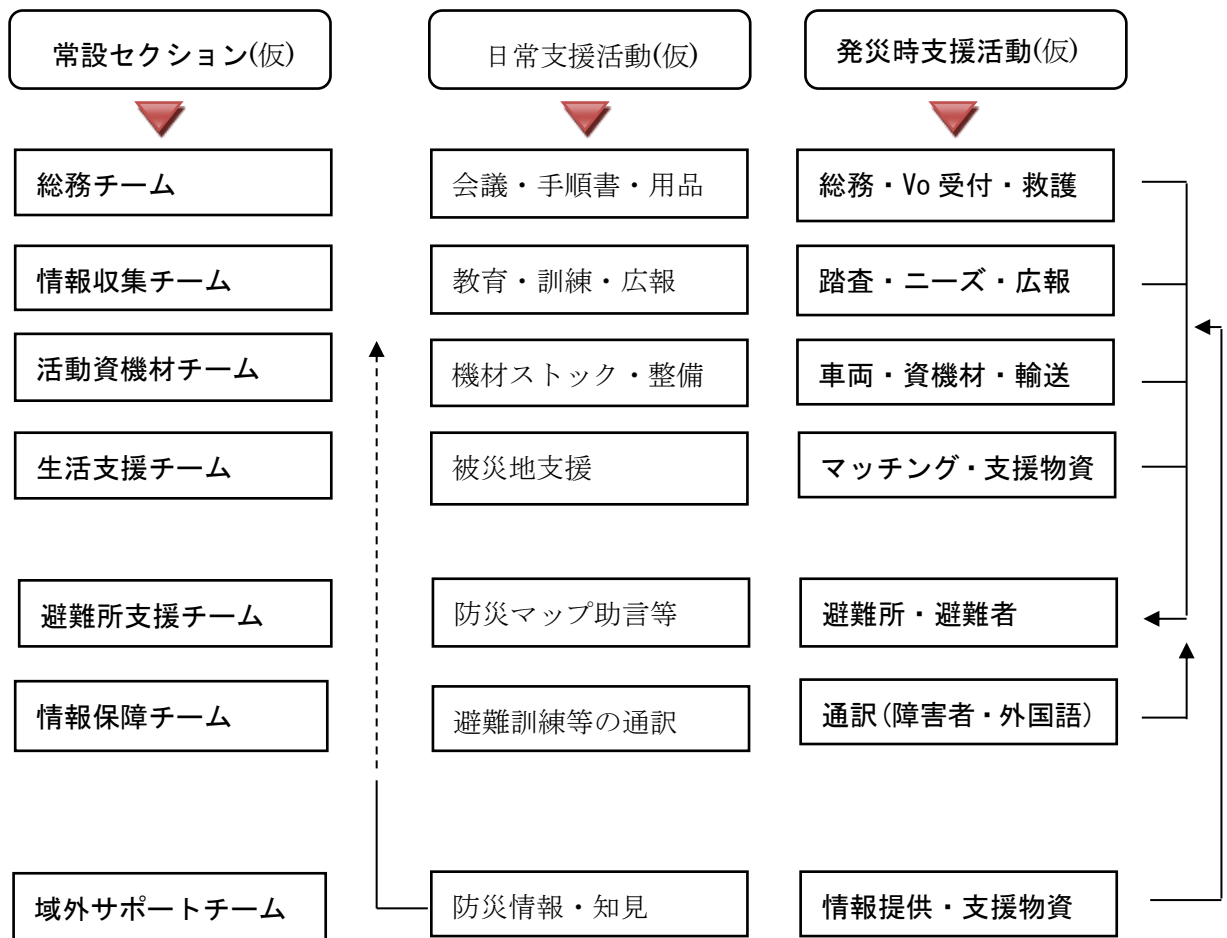 常設セクション(仮)
日常支援活動(仮)
発災時支援活動(仮)
総務チーム
会議・手順書・用品
総務・Vo 受付・救護
情報収集チーム
教育・訓練・広報
踏査・ニーズ・広報
活動資機材チーム
機材ストック・整備
車両・資機材・輸送
生活支援チーム
被災地支援
マッチング・支援物資
避難所支援チーム
防災マップ助言等
避難所・避難者
情報保障チーム
避難訓練等の通訳
通訳(障害者・外国語)
域外サポートチーム
防災情報・知見
情報提供・支援物資